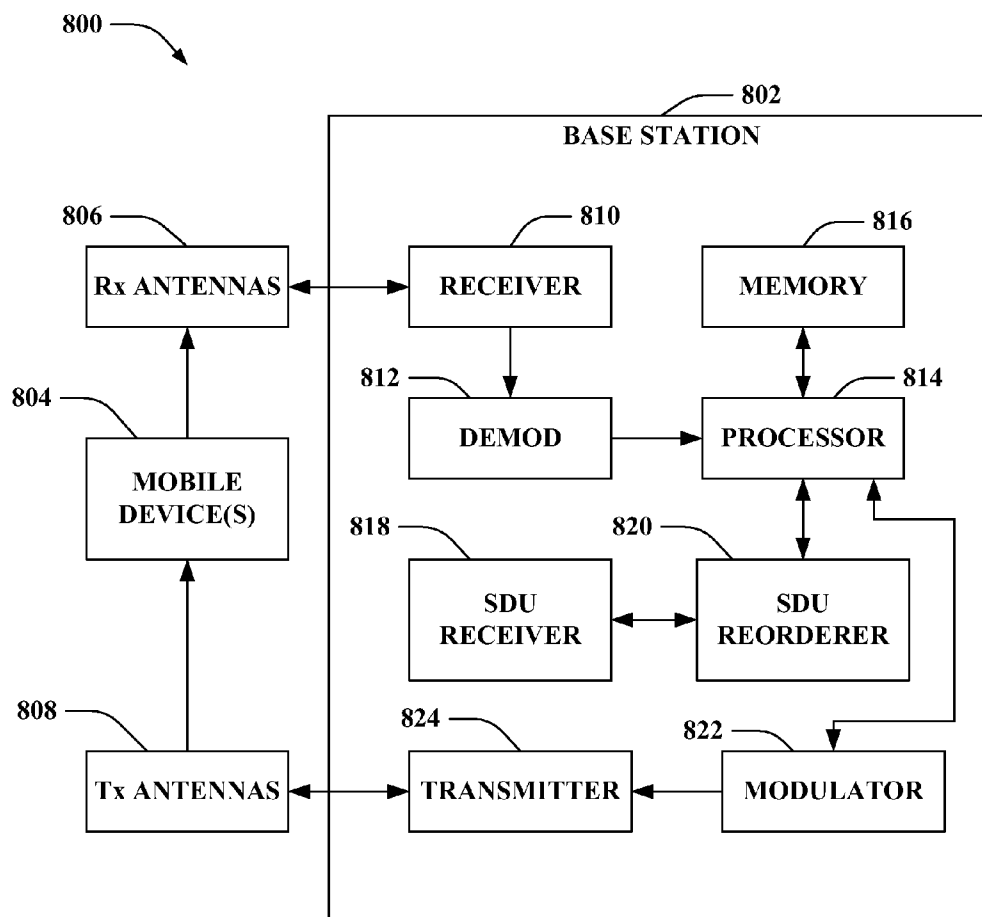 800
802
BASE STATION
806
810
816
Rx ANTENNAS
RECEIVER
MEMORY
804
812
814
MOBILE
DEVICE(S)
DEMOD
PROCESSOR
818
820
SDU
RECEIVER
SDU
REORDERER
808
824
822
Tx ANTENNAS
TRANSMITTER
MODULATOR